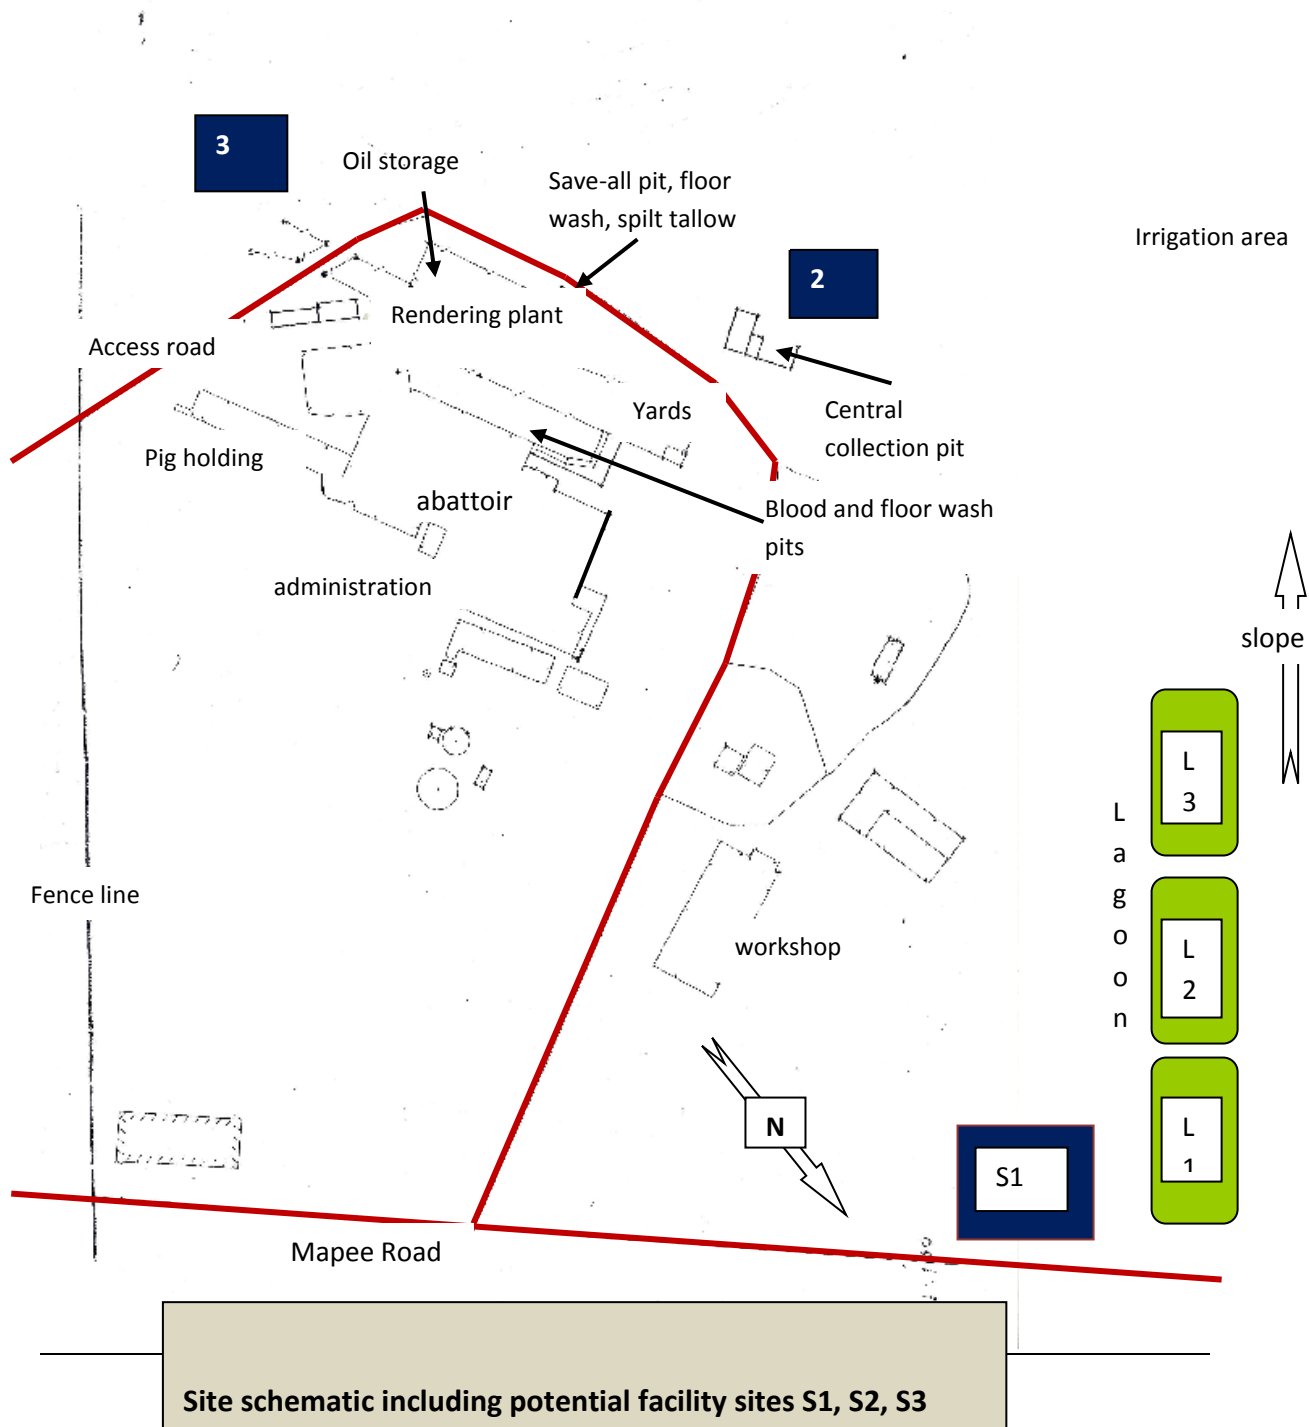 3
Oil storage
Save-all pit, floor
wash, spilt tallow
Irrigation area
2
Rendering plant
Access road
Yards
Central
collection pit
Pig holding
abattoir
Blood and floor wash
pits
administration
slope
L
3
L
a
g
o
o
n
Fence line
L
2
workshop
N
L
1
S1
Mapee Road
Site schematic including potential facility sites S1, S2, S3